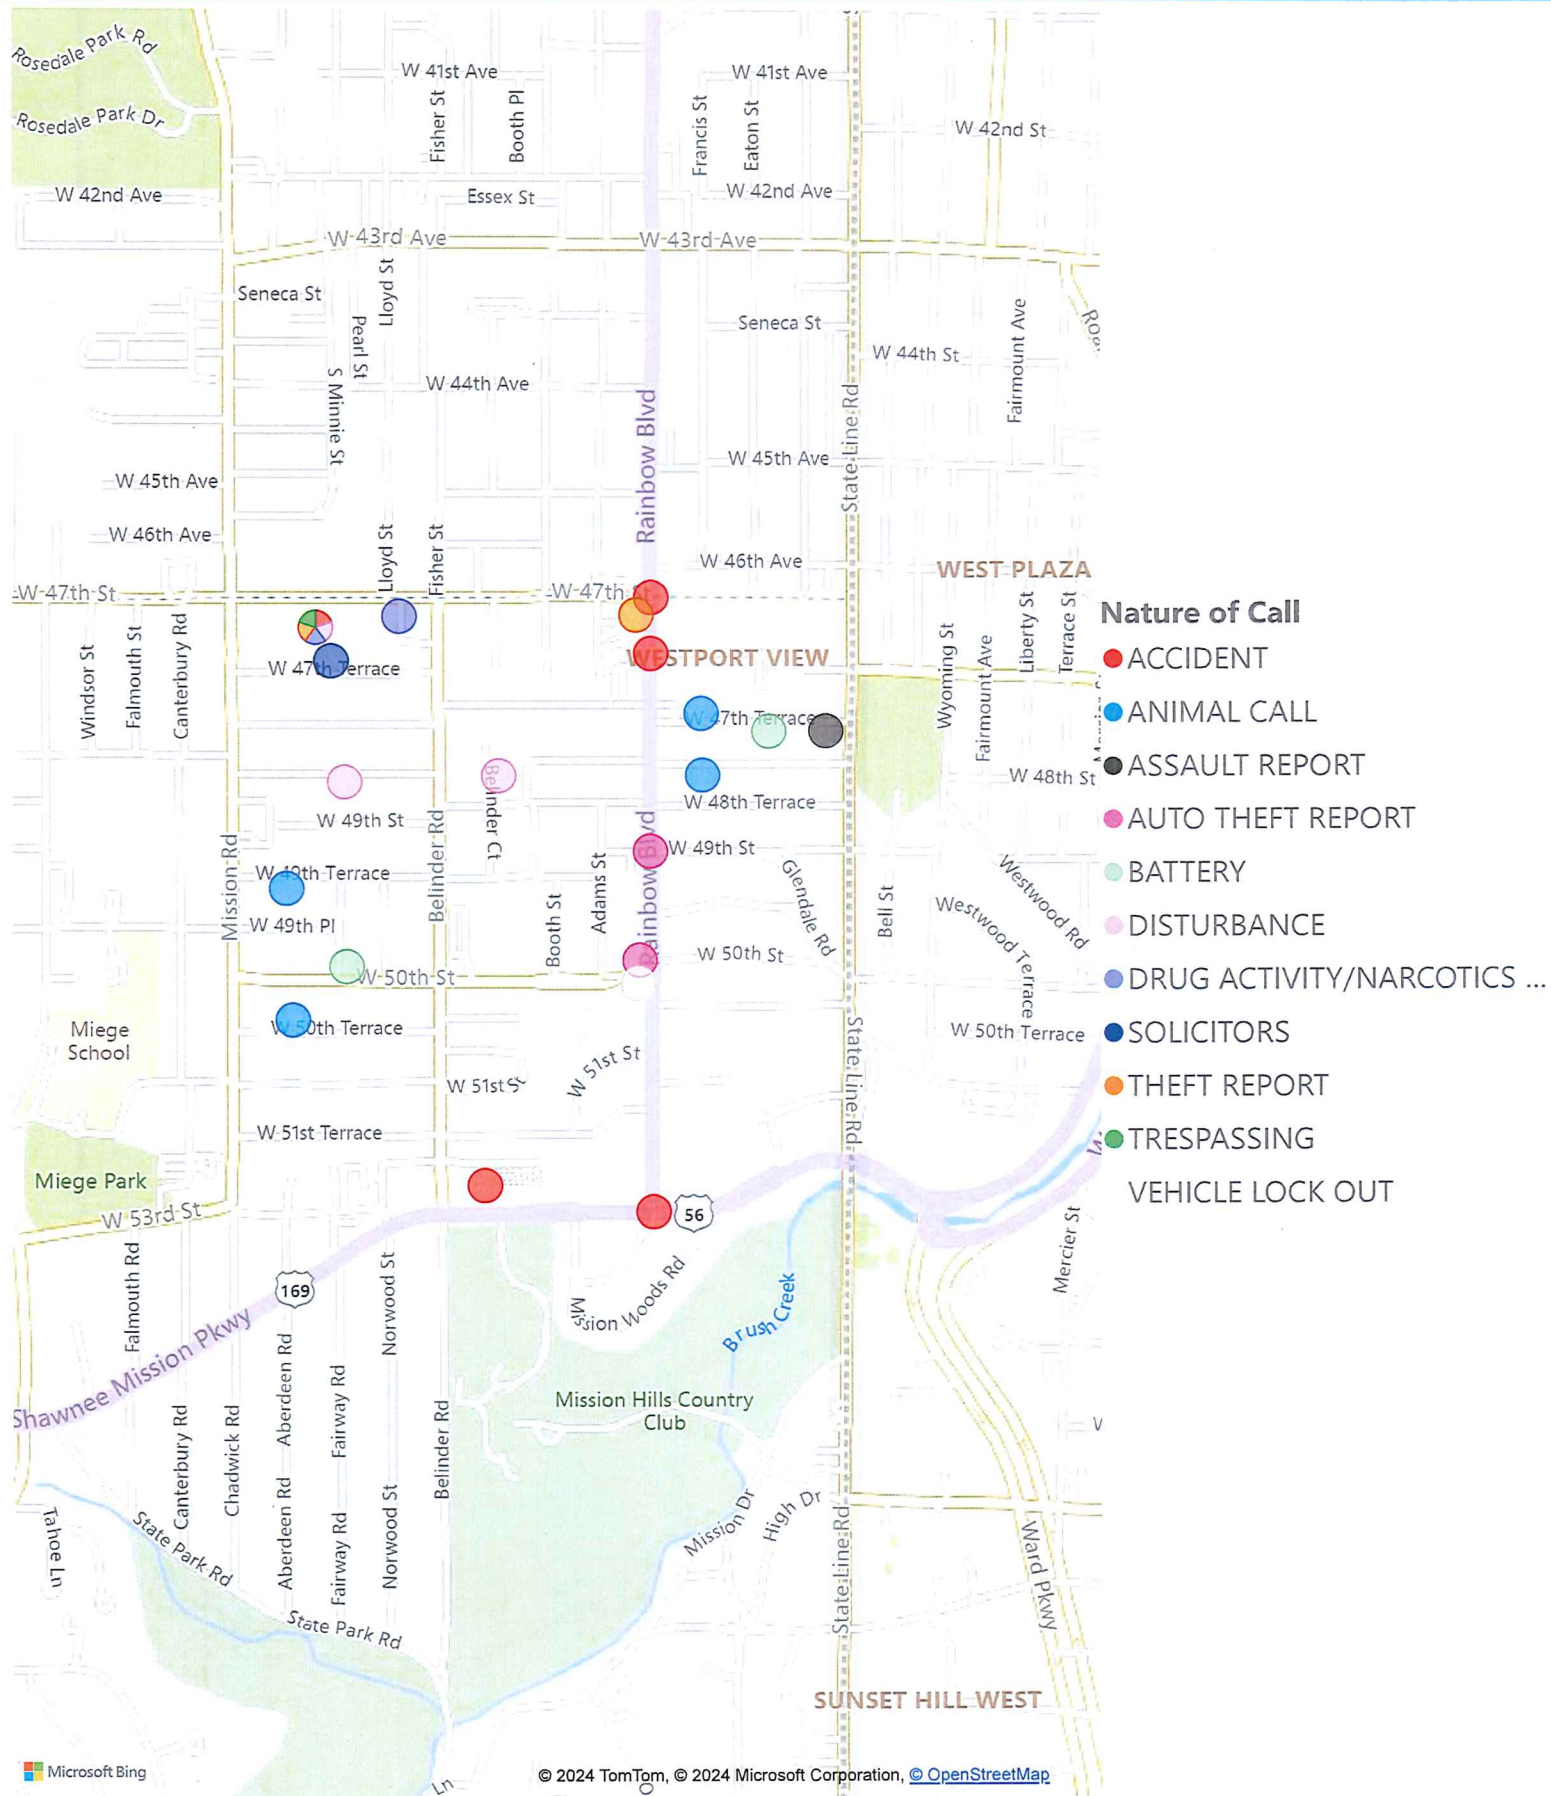 Rosedale Park Rd
Rosedale Park Dr
W 41st Ave
W 41st Ave
Fisher St
Booth Pl
Francis St
Eaton St
W 42nd St
W 42nd Ave
Essex St
W 42nd Ave
W 43rd Ave
W 43rd Ave
Lloyd St
Seneca St
Pearl St
Seneca St
Fairmount Ave
W 44th St
S Minnie St
W 44th Ave
Rainbow Blvd
State Line Rd
W 45th Ave
W 45th Ave
W 46th Ave
Lloyd St
Fisher St
W 46th Ave
WEST PLAZA
W 47th St
W 47th St
Windsor St
Falmouth St
Canterbury Rd
W 47th Terrace
WESTPORT VIEW
Wyoming St
Fairmount Ave
Liberty St
Terrace St
W 47th Terrace
Belinder Ct
W 48th St
W 48th Terrace
W 49th St
Mission Rd
Belinder Rd
Rainbow Blvd
W 49th St
W 49th Terrace
Booth St
Adams St
Glendale Rd
Bell St
Westwood Rd
Westwood Terrace
W 49th Pl
W 50th St
W 50th St
W 50th Terrace
Miege
School
State Line Rd
W 50th Terrace
W 51st St
W 51st St
W 51st Terrace
Miege Park
W 53rd St
56
169
Falmouth Rd
Norwood St
Mission Woods Rd
Brush Creek
Mercier St
Shawnee Mission Pkwy
Aberdeen Rd
Fairway Rd
Mission Hills Country
Club
Canterbury Rd
Chadwick Rd
Belinder Rd
Aberdeen Rd
Fairway Rd
Norwood St
Tahoe Ln
State Park Rd
Mission Dr
High Dr
State Line Rd
Ward Pkwy
State Park Rd
SUNSET HILL WEST
Ln
Nature of Call
ACCIDENT
ANIMAL CALL
ASSAULT REPORT
AUTO THEFT REPORT
BATTERY
DISTURBANCE
DRUG ACTIVITY/NARCOTICS ...
SOLICITORS
THEFT REPORT
TRESPASSING
VEHICLE LOCK OUT
Microsoft Bing
© 2024 TomTom, © 2024 Microsoft Corporation, © OpenStreetMap